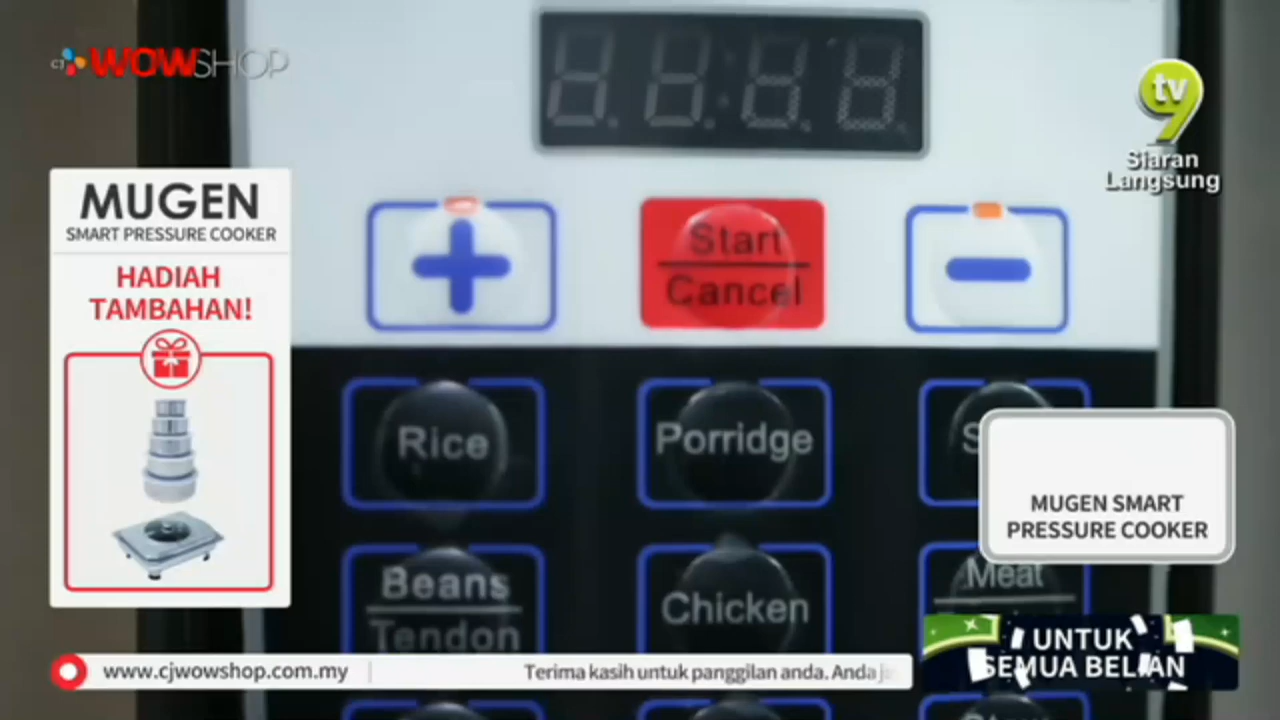 CJ WOWSHOP
tv9
Siaran
Langsung
MUGEN
SMART PRESSURE COOKER
HADIAH
TAMBAHAN!
+
Start
Cancel
-
Rice
Porridge
S
Beans
Tendon
Chicken
Meat
MUGEN SMART
PRESSURE COOKER
UNTUK
SEMUA BELIAN
www.cjwowshop.com.my
Terima kasih untuk panggilan anda. Anda